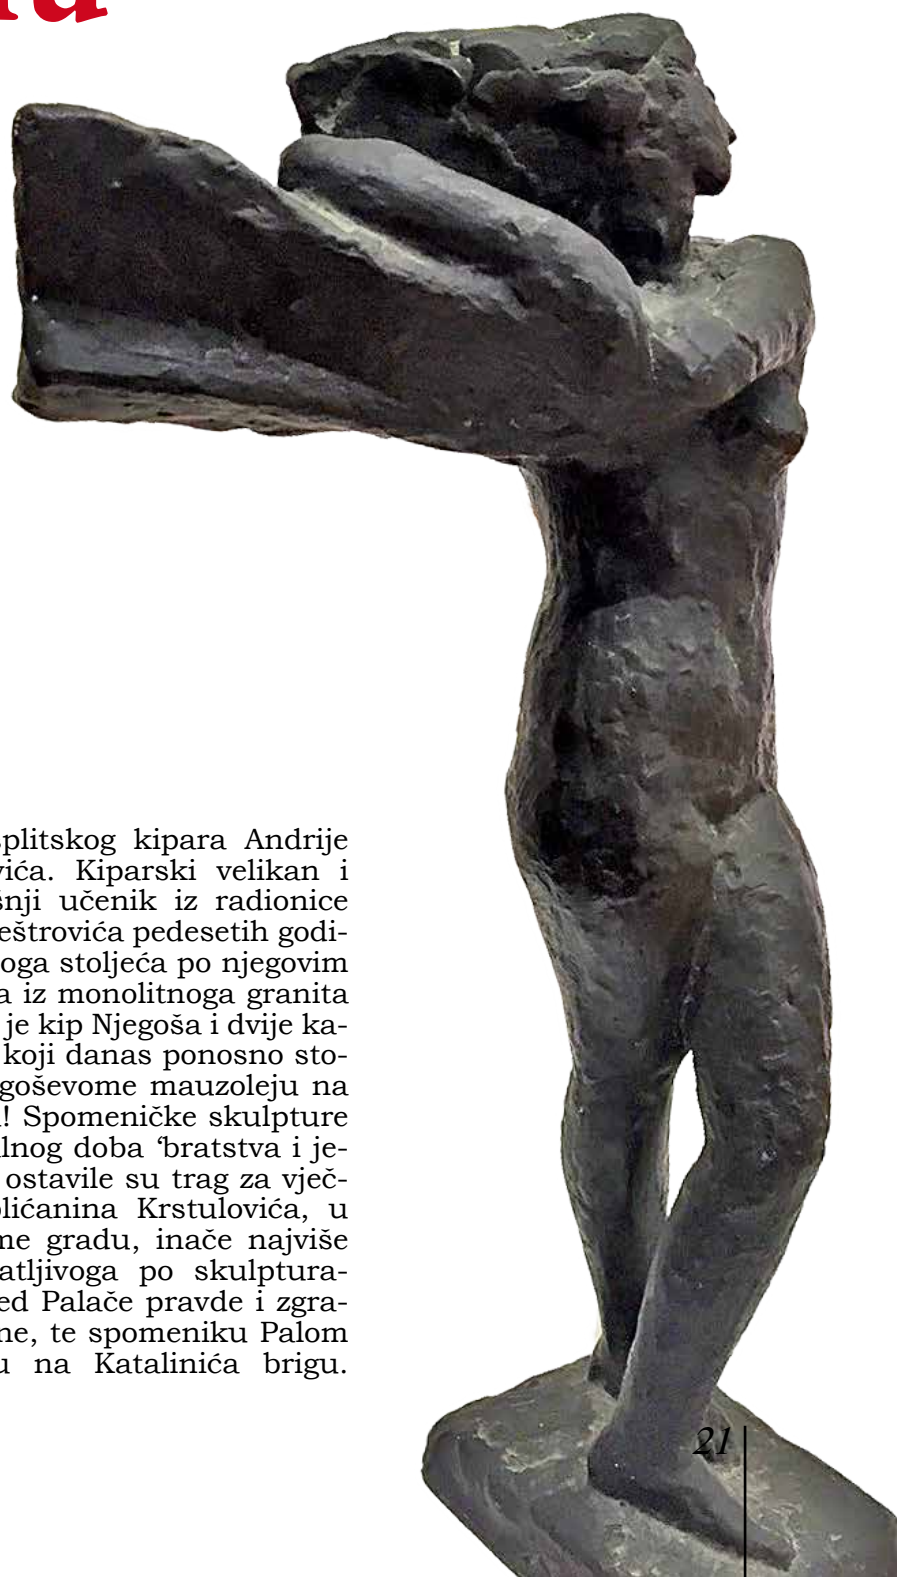 splitskog kipara Andrije
vića. Kiparski velikan i
šnji učenik iz radionice
eštrovića pedesetih godi-
oga stoljeća po njegovim
a iz monolitnoga granita
je kip Njegoša i dvije ka-
koji danas ponosno sto-
goševome mauzoleju na
! Spomeničke skulpture
lnog doba ‘bratstva i je-
ostavile su trag za vječ-
lićanina Krstulovića, u
me gradu, inače najviše
atljivoga po skulptura-
ed Palače pravde i zgra-
ne, te spomeniku Palom
u na Katalinića brigu.
21